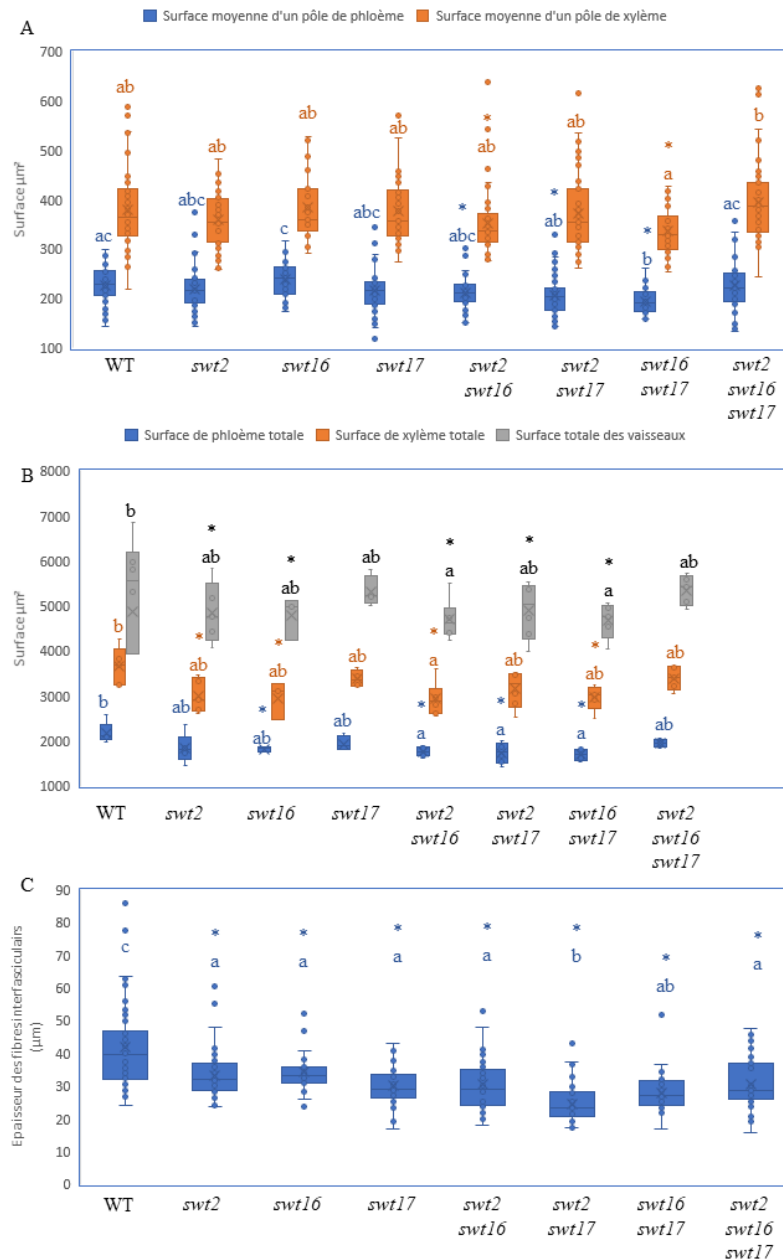 A
Surface moyenne d'un pôle de phloème Surface moyenne d'un pôle de xylème
700
600
500
400
300
200
100
Surface µm²
ab ab ab ab * ab ab * a b
ac abc c abc * abc * ab * b ac
WT swt2 swt16 swt17 swt2 swt2 swt16 swt2
swt16 swt17 swt17 swt16
swt17
Surface de phloème totale Surface de xylème totale Surface totale des vaisseaux
B
8000
7000
6000
5000
4000
3000
2000
1000
Surface µm²
b * ab * ab ab * a * ab * a ab
b * ab * ab ab * a ab * ab ab
b ab * ab ab * a * a * a ab
WT swt2 swt16 swt17 swt2 swt2 swt16 swt2
swt16 swt17 swt17 swt16
swt17
C
90
80
70
60
50
40
30
20
10
0
Epaisseur des fibres interfasciculairs
(µm)
* * * * * * *
c a a a a b ab a
WT swt2 swt16 swt17 swt2 swt2 swt16 swt2
swt16 swt17 swt17 swt16
swt17